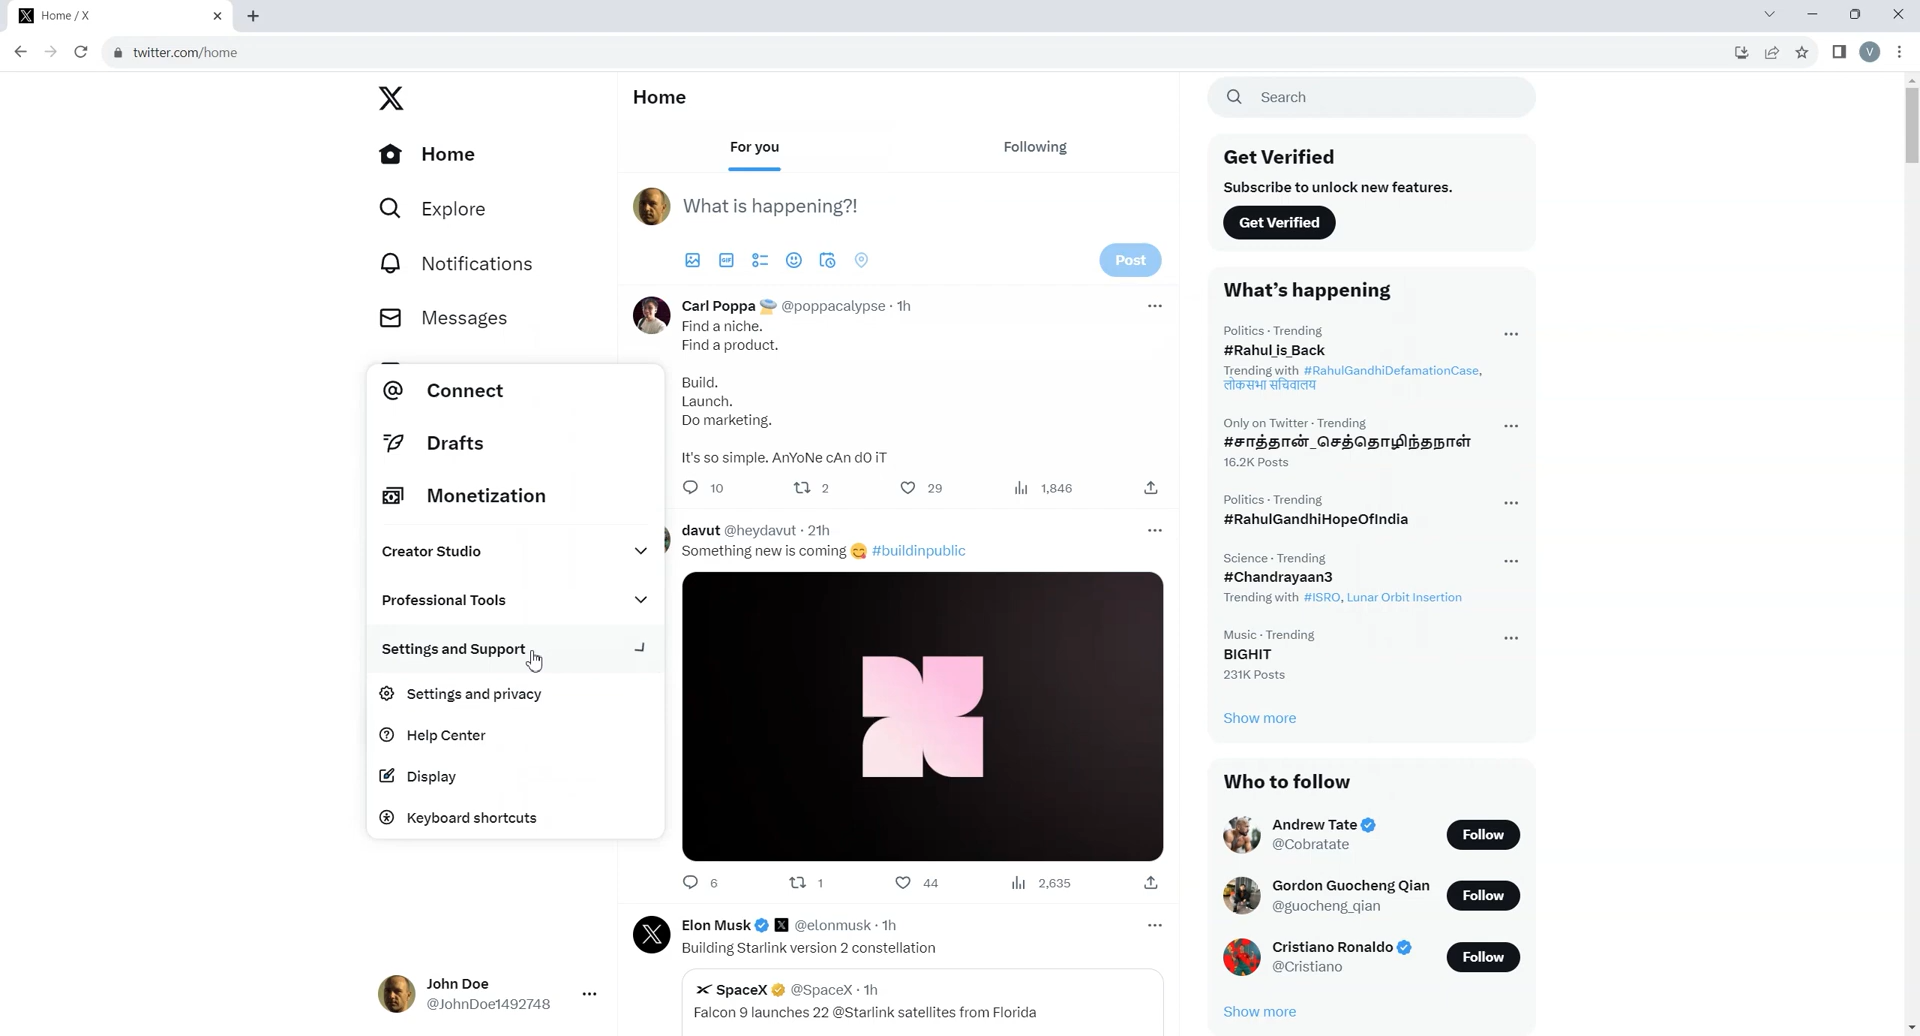 Home / X
twitter.com/home
V
Home
Explore
Notifications
Messages
Connect
Drafts
Monetization
Creator Studio
Professional Tools
Settings and Support
Settings and privacy
Help Center
Display
Keyboard shortcuts
John Doe
@JohnDoe1492748
Home
For you
Following
What is happening?!
GIF
Post
Carl Poppa @poppacalypse · 1h
Find a niche.
Find a product.
Build.
Launch.
Do marketing.
It's so simple. AnYoNe cAn dO iT
10 2 29 1,846
davut @heydavut · 21h
Something new is coming 😋 #buildinpublic
6 1 44 2,635
Elon Musk @elonmusk · 1h
Building Starlink version 2 constellation
SpaceX @SpaceX · 1h
Falcon 9 launches 22 @Starlink satellites from Florida
Search
Get Verified
Subscribe to unlock new features.
Get Verified
What's happening
Politics · Trending
#Rahul_is_Back
Trending with #RahulGandhiDefamationCase,
लोकसभा सचिवालय
Only on Twitter · Trending
#சாத்தான்_செத்தொழிந்தநாள்
16.2K Posts
Politics · Trending
#RahulGandhiHopeOfIndia
Science · Trending
#Chandrayaan3
Trending with #ISRO, Lunar Orbit Insertion
Music · Trending
BIGHIT
231K Posts
Show more
Who to follow
Andrew Tate
@Cobratate
Follow
Gordon Guocheng Qian
@guocheng_qian
Follow
Cristiano Ronaldo
@Cristiano
Follow
Show more